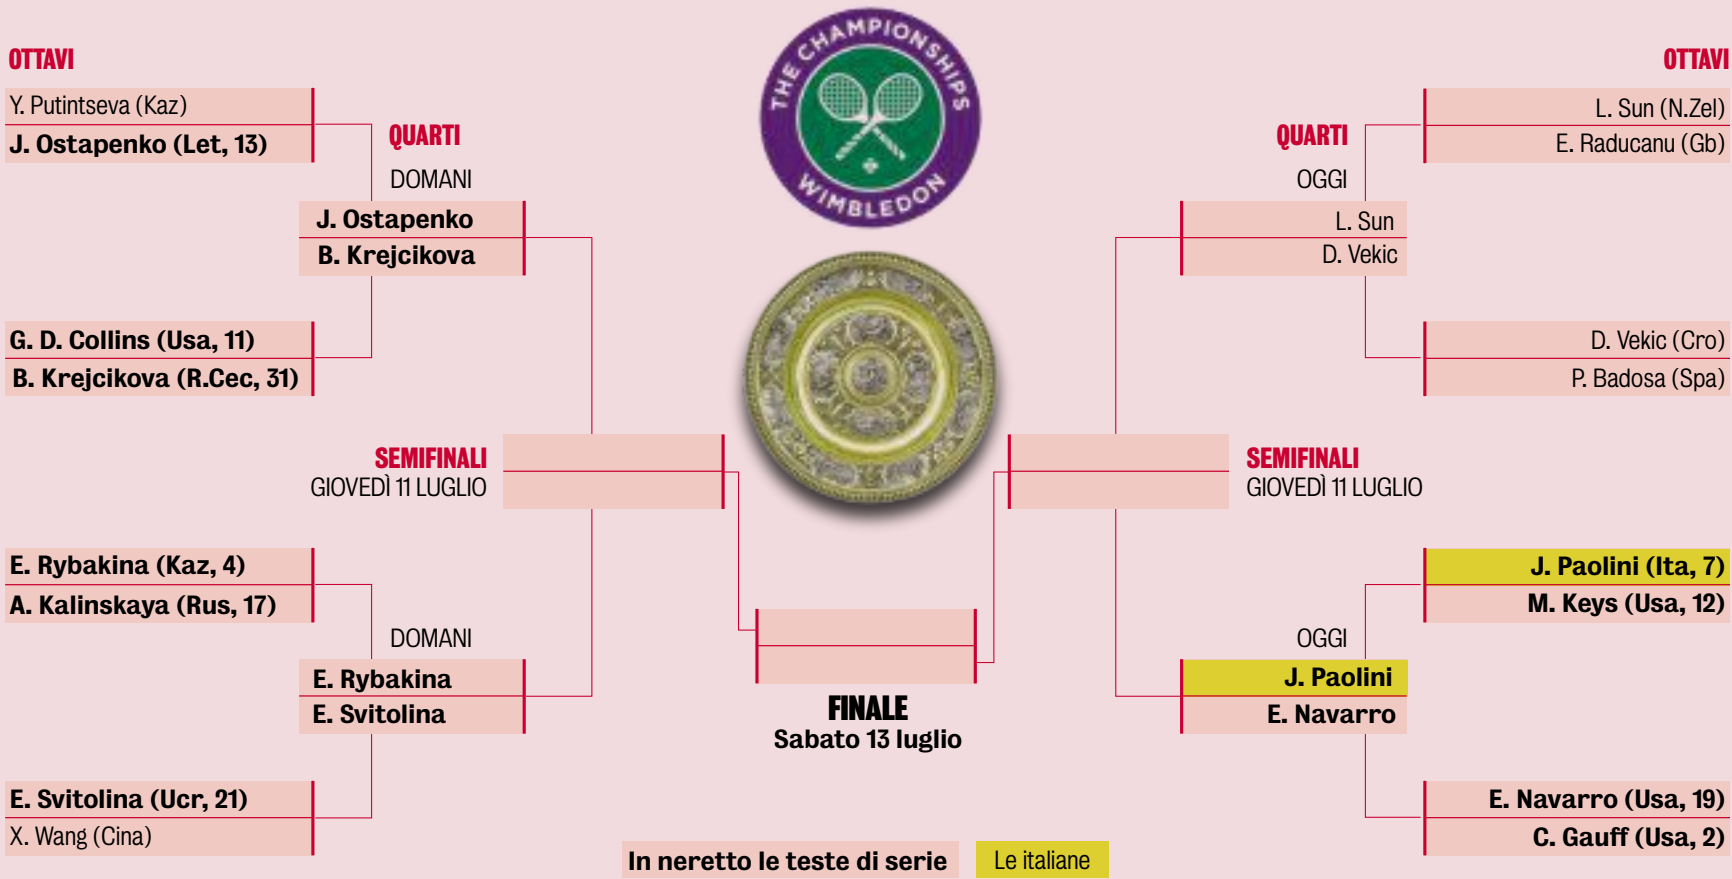 THE CHAMPIONSHIPS
WIMBLEDON
OTTAVI
Y. Putintseva (Kaz)
J. Ostapenko (Let, 13)
G. D. Collins (Usa, 11)
B. Krejcikova (R.Cec, 31)
E. Rybakina (Kaz, 4)
A. Kalinskaya (Rus, 17)
E. Svitolina (Ucr, 21)
X. Wang (Cina)
QUARTI
DOMANI
J. Ostapenko
B. Krejcikova
DOMANI
E. Rybakina
E. Svitolina
SEMIFINALI
GIOVEDÌ 11 LUGLIO
FINALE
Sabato 13 luglio
SEMIFINALI
GIOVEDÌ 11 LUGLIO
QUARTI
OGGI
L. Sun
D. Vekic
OGGI
J. Paolini
E. Navarro
OTTAVI
L. Sun (N.Zel)
E. Raducanu (Gb)
D. Vekic (Cro)
P. Badosa (Spa)
J. Paolini (Ita, 7)
M. Keys (Usa, 12)
E. Navarro (Usa, 19)
C. Gauff (Usa, 2)
In neretto le teste di serie
Le italiane